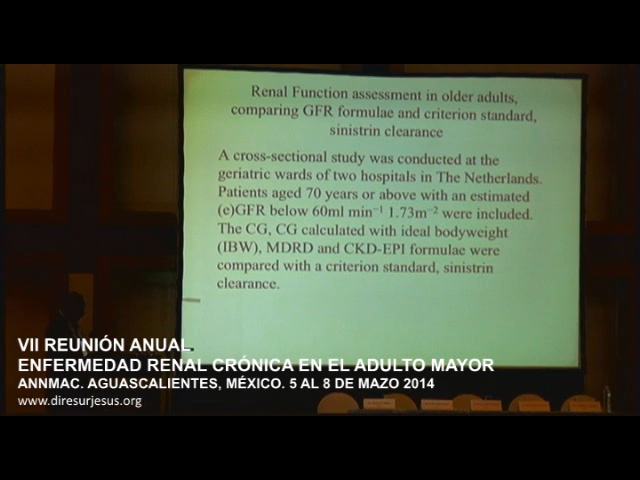 Renal Function assessment in older adults,
comparing GFR formulae and criterion standard,
sinistrin clearance
A cross-sectional study was conducted at the
geriatric wards of two hospitals in The Netherlands.
Patients aged 70 years or above with an estimated
(e)GFR below 60ml min⁻¹ 1.73m⁻² were included.
The CG, CG calculated with ideal bodyweight
(IBW), MDRD and CKD-EPI formulae were
compared with a criterion standard, sinistrin
clearance.
VII REUNIÓN ANUAL
ENFERMEDAD RENAL CRÓNICA EN EL ADULTO MAYOR
ANNMAC. AGUASCALIENTES, MÉXICO. 5 AL 8 DE MAZO 2014
www.diresurjesus.org